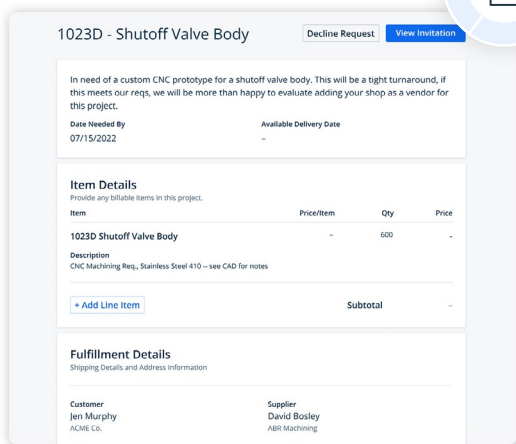 1023D - Shutoff Valve Body
Decline Request
View Invitation
In need of a custom CNC prototype for a shutoff valve body. This will be a tight turnaround, if
this meets our reqs, we will be more than happy to evaluate adding your shop as a vendor for
this project.
Date Needed By
Available Delivery Date
07/15/2022
–
Item Details
Provide any billable items in this project.
Item
Price/Item
Qty
Price
1023D Shutoff Valve Body
–
600
-
Description
CNC Machining Req., Stainless Steel 410 -- see CAD for notes
+ Add Line Item
Subtotal
–
Fulfillment Details
Shipping Details and Address Information
Customer
Supplier
Jen Murphy
David Bosley
ACME Co.
ABR Machining